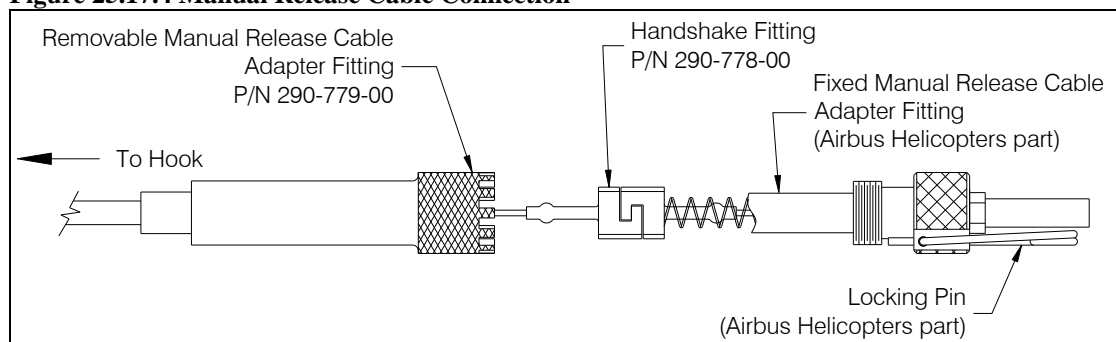 Figure 25.17.4 Manual Release Cable Connection
Removable Manual Release Cable
Adapter Fitting
P/N 290-779-00
Handshake Fitting
P/N 290-778-00
Fixed Manual Release Cable
Adapter Fitting
(Airbus Helicopters part)
To Hook
Locking Pin
(Airbus Helicopters part)